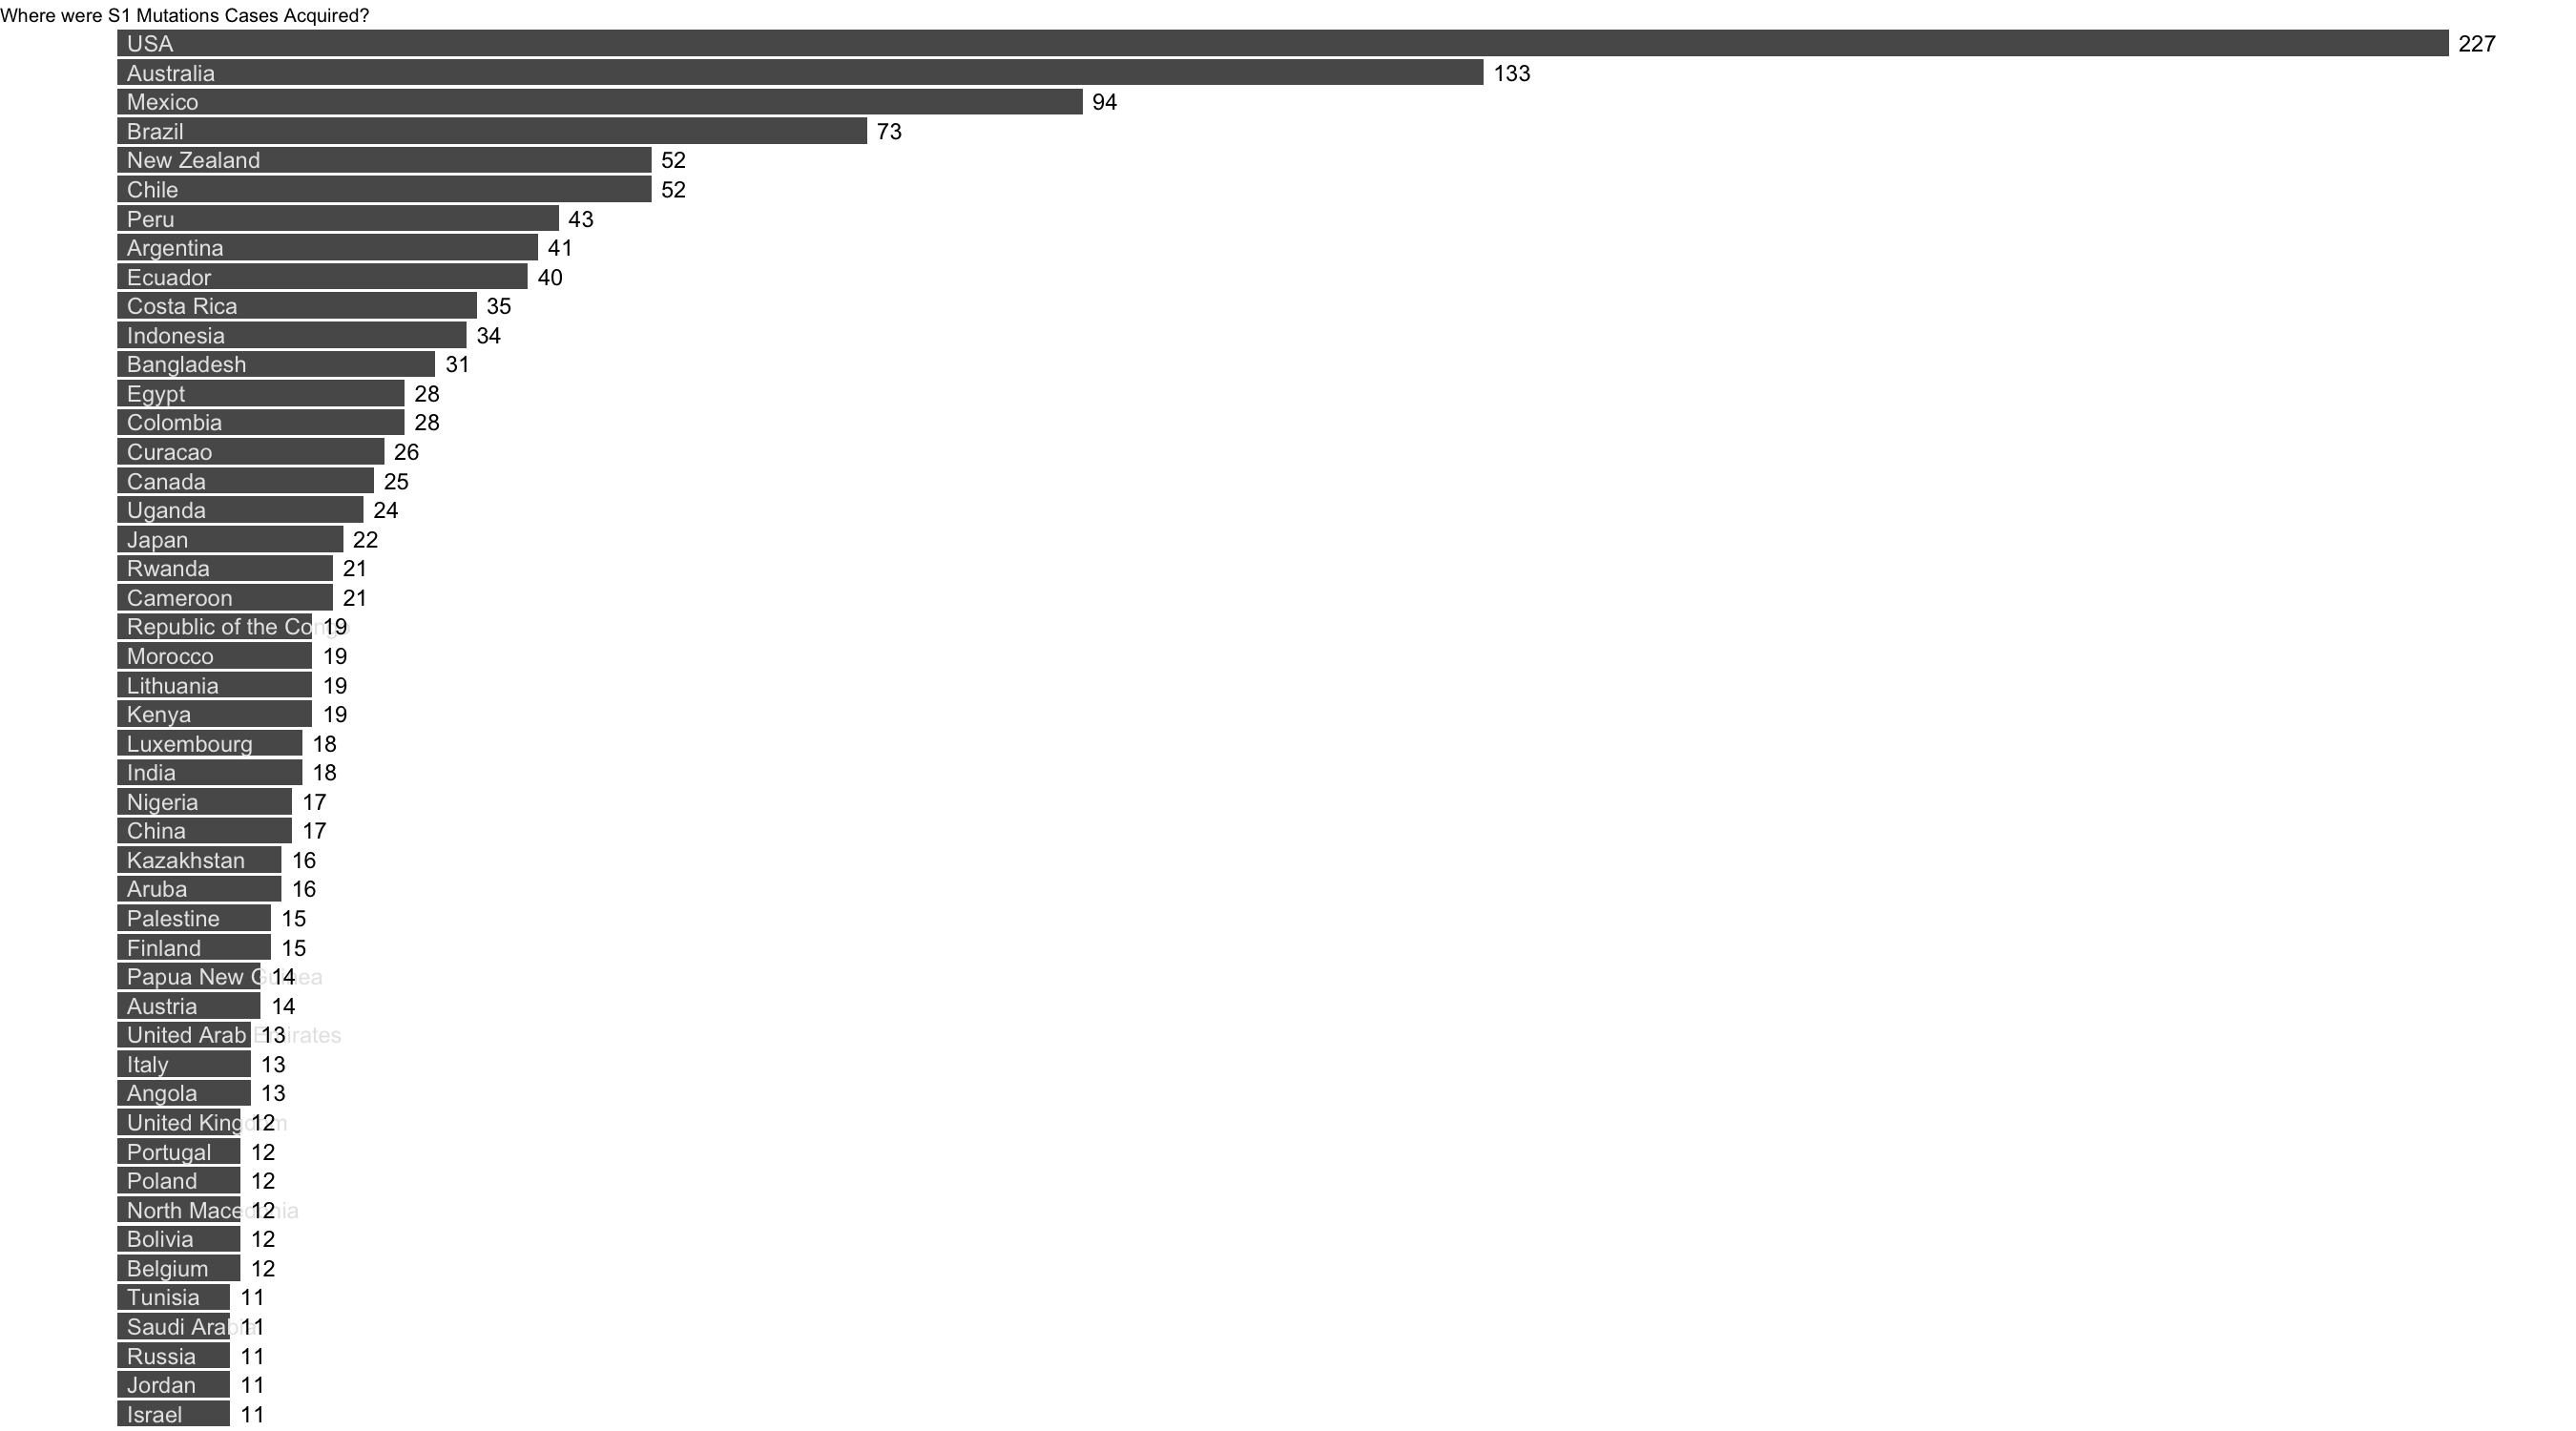 Where were S1 Mutations Cases Acquired?
USA 227
Australia 133
Mexico 94
Brazil 73
New Zealand 52
Chile 52
Peru 43
Argentina 41
Ecuador 40
Costa Rica 35
Indonesia 34
Bangladesh 31
Egypt 28
Colombia 28
Curacao 26
Canada 25
Uganda 24
Japan 22
Rwanda 21
Cameroon 21
Republic of the Congo 19
Morocco 19
Lithuania 19
Kenya 19
Luxembourg 18
India 18
Nigeria 17
China 17
Kazakhstan 16
Aruba 16
Palestine 15
Finland 15
Papua New Guinea 14
Austria 14
United Arab Emirates 13
Italy 13
Angola 13
United Kingdom 12
Portugal 12
Poland 12
North Macedonia 12
Bolivia 12
Belgium 12
Tunisia 11
Saudi Arabia 11
Russia 11
Jordan 11
Israel 11